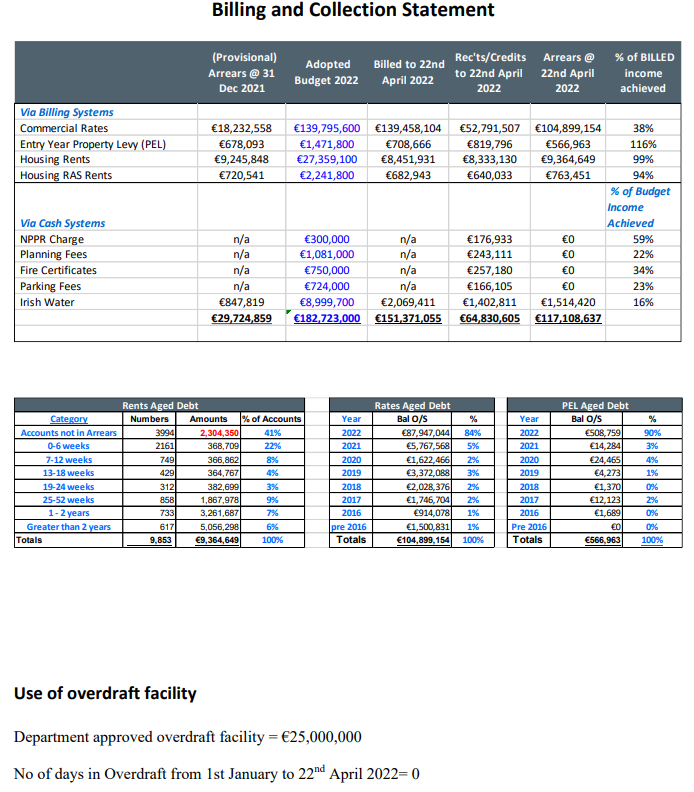 Billing and Collection Statement
(Provisional) Arrears @ 31 Dec 2021 Adopted Budget 2022 Billed to 22nd April 2022 Rec'ts/Credits to 22nd April 2022 Arrears @ 22nd April 2022 % of BILLED income achieved
Via Billing Systems
Commercial Rates €18,232,558 €139,795,600 €139,458,104 €52,791,507 €104,899,154 38%
Entry Year Property Levy (PEL) €678,093 €1,471,800 €708,666 €819,796 €566,963 116%
Housing Rents €9,245,848 €27,359,100 €8,451,931 €8,333,130 €9,364,649 99%
Housing RAS Rents €720,541 €2,241,800 €682,943 €640,033 €763,451 94%
Via Cash Systems % of Budget Income Achieved
NPPR Charge n/a €300,000 n/a €176,933 €0 59%
Planning Fees n/a €1,081,000 n/a €243,111 €0 22%
Fire Certificates n/a €750,000 n/a €257,180 €0 34%
Parking Fees n/a €724,000 n/a €166,105 €0 23%
Irish Water €847,819 €8,999,700 €2,069,411 €1,402,811 €1,514,420 16%
€29,724,859 €182,723,000 €151,371,055 €64,830,605 €117,108,637
Rents Aged Debt
Category Numbers Amounts % of Accounts
Accounts not in Arrears 3994 2,304,350 41%
0-6 weeks 2161 368,709 22%
7-12 weeks 749 366,862 8%
13-18 weeks 429 364,767 4%
19-24 weeks 312 382,699 3%
25-52 weeks 858 1,867,978 9%
1 - 2 years 733 3,261,687 7%
Greater than 2 years 617 5,056,298 6%
Totals 9,853 €9,364,649 100%
Rates Aged Debt
Year Bal O/S %
2022 €87,947,044 84%
2021 €5,767,568 5%
2020 €1,622,466 2%
2019 €3,372,088 3%
2018 €2,028,376 2%
2017 €1,746,704 2%
2016 €914,078 1%
pre 2016 €1,500,831 1%
Totals €104,899,154 100%
PEL Aged Debt
Year Bal O/S %
2022 €508,759 90%
2021 €14,284 3%
2020 €24,465 4%
2019 €4,273 1%
2018 €1,370 0%
2017 €12,123 2%
2016 €1,689 0%
Pre 2016 €0 0%
Totals €566,963 100%
Use of overdraft facility
Department approved overdraft facility = €25,000,000
No of days in Overdraft from 1st January to 22nd April 2022= 0